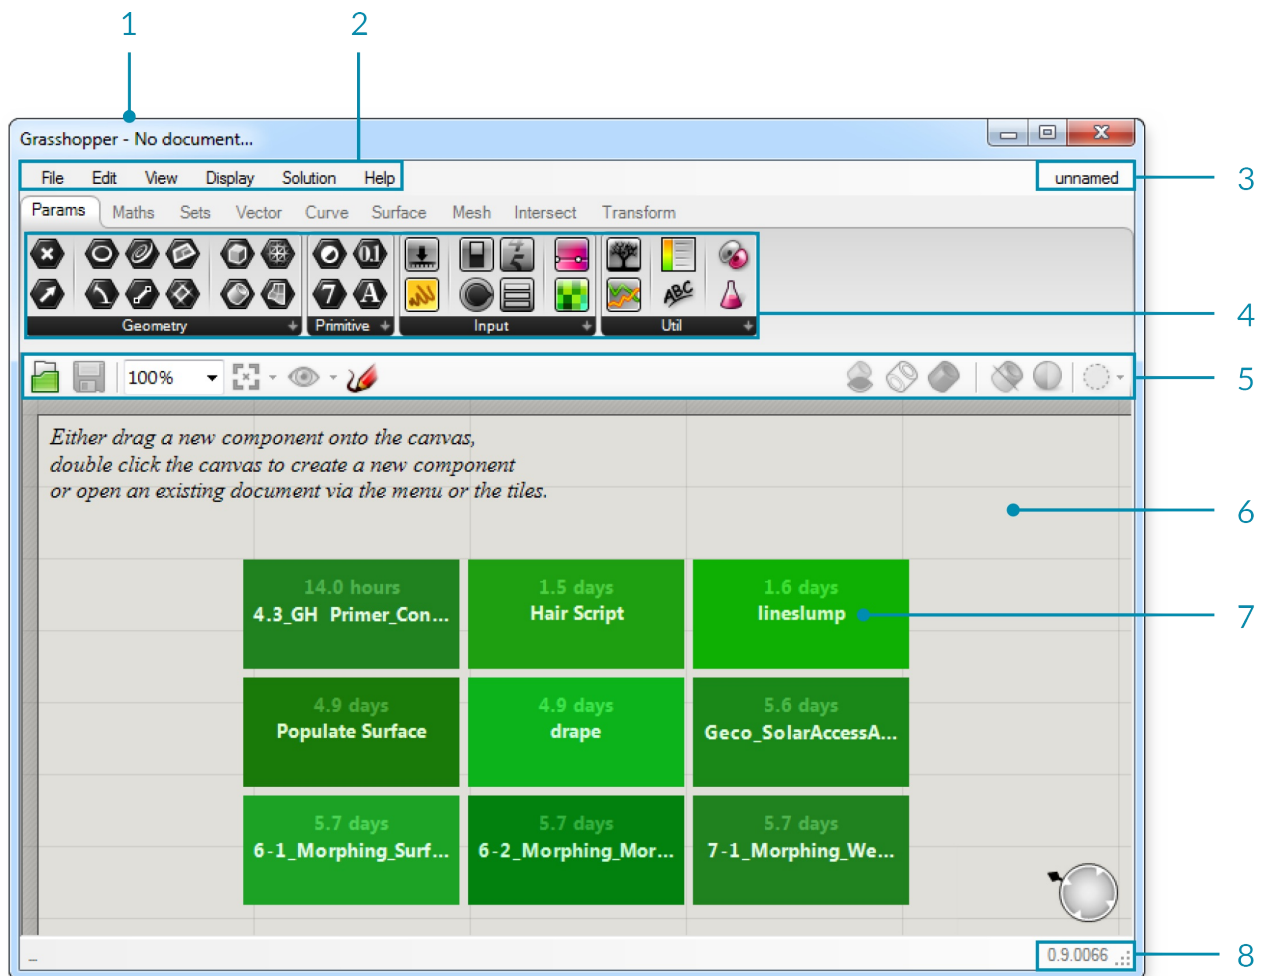 1
2
Grasshopper - No document...
File Edit View Display Solution Help
unnamed
3
Params Maths Sets Vector Curve Surface Mesh Intersect Transform
0.1
7 A
ABC
Geometry Primitive Input Util
4
100%
5
Either drag a new component onto the canvas,
double click the canvas to create a new component
or open an existing document via the menu or the tiles.
6
14.0 hours
4.3_GH Primer_Con...
1.5 days
Hair Script
1.6 days
lineslump
7
4.9 days
Populate Surface
4.9 days
drape
5.6 days
Geco_SolarAccessA...
5.7 days
6-1_Morphing_Surf...
5.7 days
6-2_Morphing_Mor...
5.7 days
7-1_Morphing_We...
0.9.0066
8